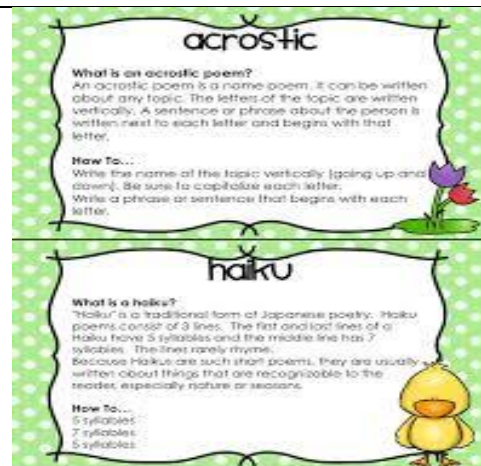 acrostic
What is an acrostic poem?
An acrostic poem is a name poem. It can be written
about any topic. The letters of the topic are written
vertically. A sentence or phrase about the person is
written next to each letter and begins with that
letter.
How To...
Write the name of the topic vertically (going up and
down). Be sure to capitalize each letter.
Write a phrase or sentence that begins with each
letter.
haiku
What is a haiku?
"Haiku" is a traditional form of Japanese poetry. Haiku
poems consist of 3 lines. The first and last lines of a
Haiku have 5 syllables and the middle line has 7
syllables. The lines rarely rhyme.
Because Haikus are such short poems, they are usually
written about things that are recognizable to the
reader, especially nature or seasons.
How To...
5 syllables
7 syllables
5 syllables